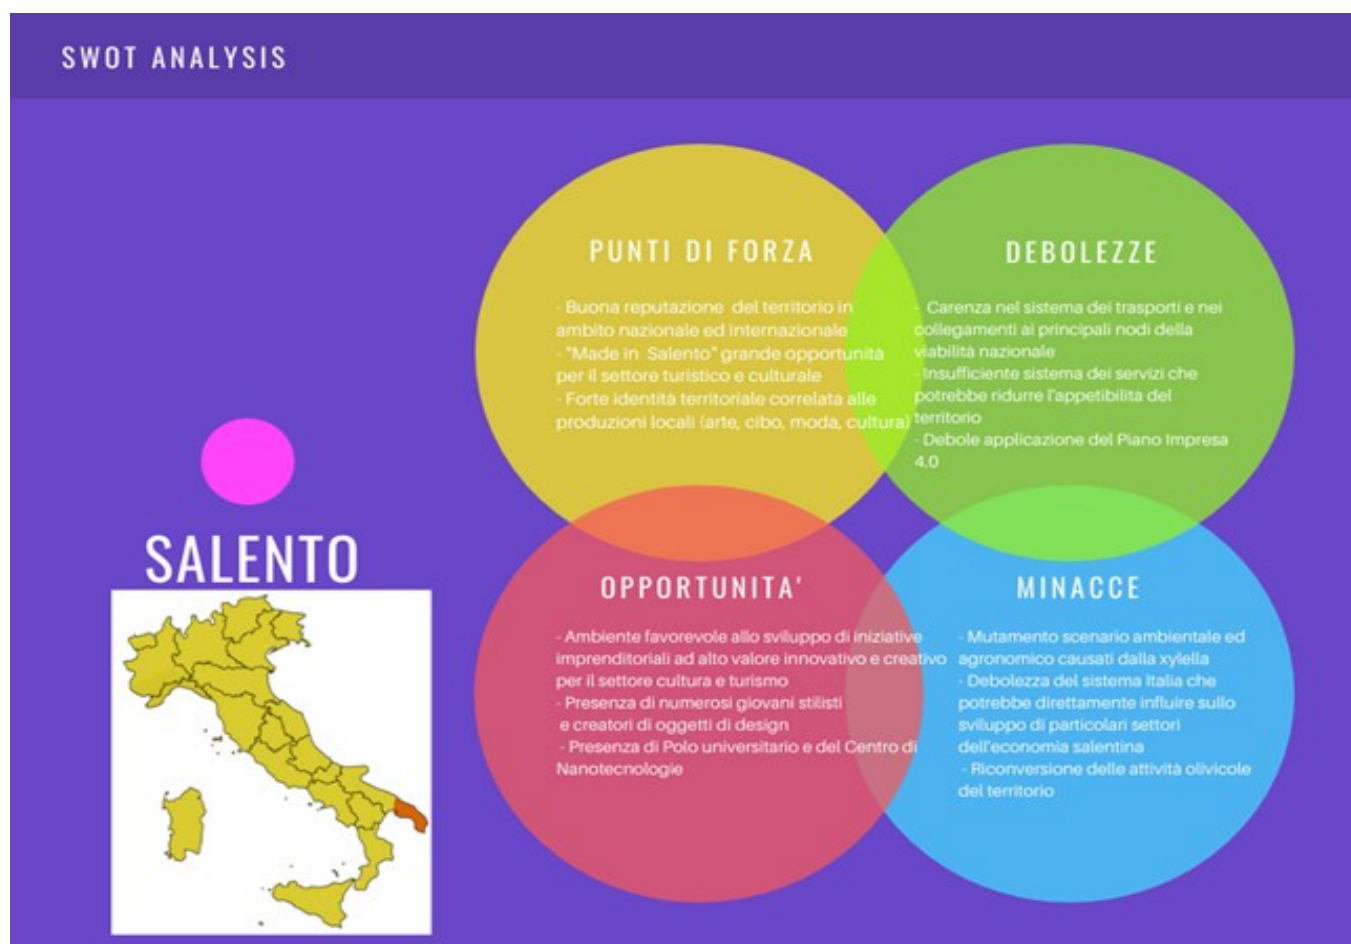 SWOT ANALYSIS
PUNTI DI FORZA
- Buona reputazione del territorio in
ambito nazionale ed internazionale
- "Made in Salento" grande opportunità
per il settore turistico e culturale
- Forte identità territoriale correlata alle
produzioni locali (arte, cibo, moda, cultura)
DEBOLEZZE
- Carenza nel sistema dei trasporti e nei
collegamenti ai principali nodi della
viabilità nazionale
- Insufficiente sistema dei servizi che
potrebbe ridurre l'appetibilità del
territorio
- Debole applicazione del Piano Impresa
4.0
SALENTO
OPPORTUNITA'
- Ambiente favorevole allo sviluppo di iniziative
imprenditoriali ad alto valore innovativo e creativo
per il settore cultura e turismo
- Presenza di numerosi giovani stilisti
e creatori di oggetti di design
- Presenza di Polo universitario e del Centro di
Nanotecnologie
MINACCE
- Mutamento scenario ambientale ed
agronomico causati dalla xylella
- Debolezza del sistema Italia che
potrebbe direttamente influire sullo
sviluppo di particolari settori
dell'economia salentina
- Riconversione delle attività olivicole
del territorio